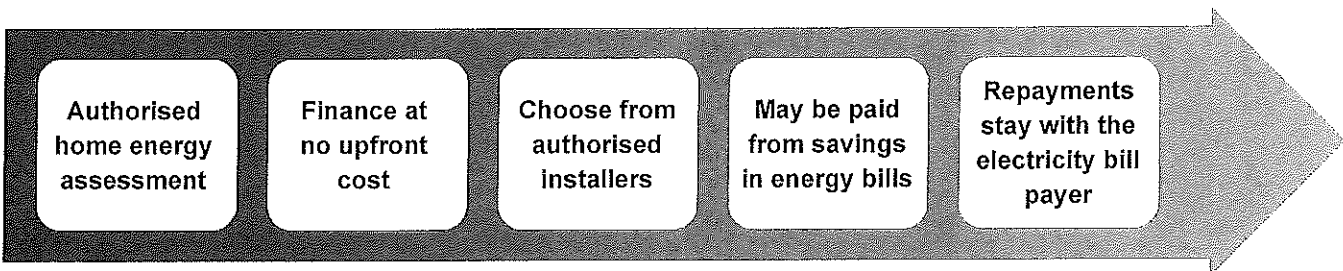 Authorised
home energy
assessment
Finance at
no upfront
cost
Choose from
authorised
installers
May be paid
from savings
in energy bills
Repayments
stay with the
electricity bill
payer